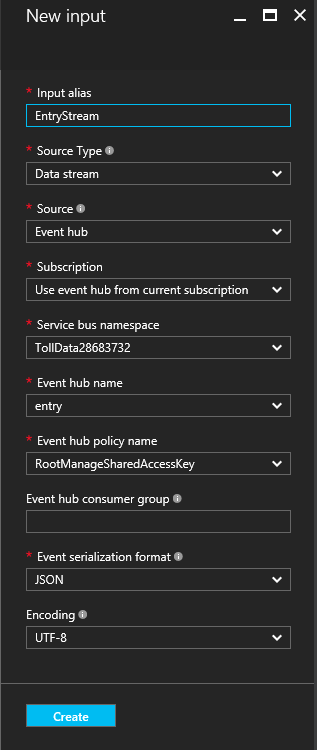 New input
* Input alias
EntryStream
* Source Type
Data stream
* Source
Event hub
* Subscription
Use event hub from current subscription
* Service bus namespace
TollData28683732
* Event hub name
entry
* Event hub policy name
RootManageSharedAccessKey
Event hub consumer group
* Event serialization format
JSON
Encoding
UTF-8
Create